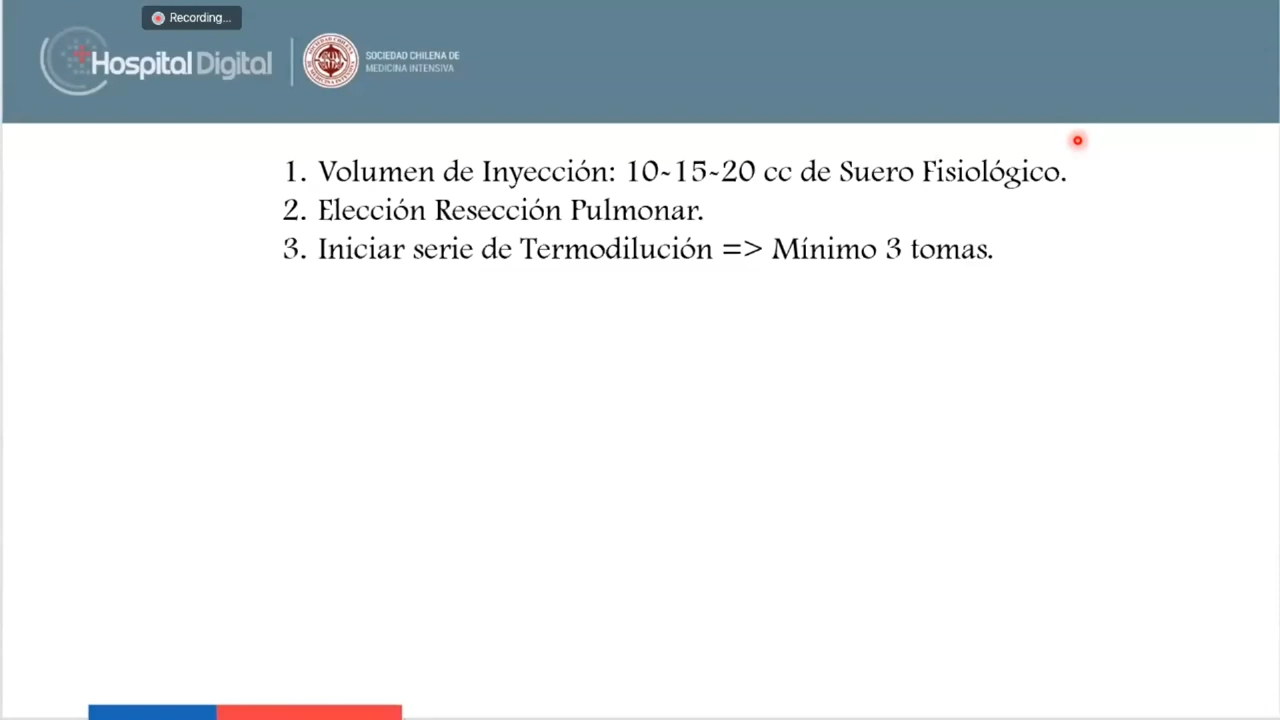 Recording...
Hospital Digital
SOCIEDAD CHILENA DE
MEDICINA INTENSIVA
1. Volumen de Inyección: 10-15-20 cc de Suero Fisiológico.
2. Elección Resección Pulmonar.
3. Iniciar serie de Termodilución => Mínimo 3 tomas.